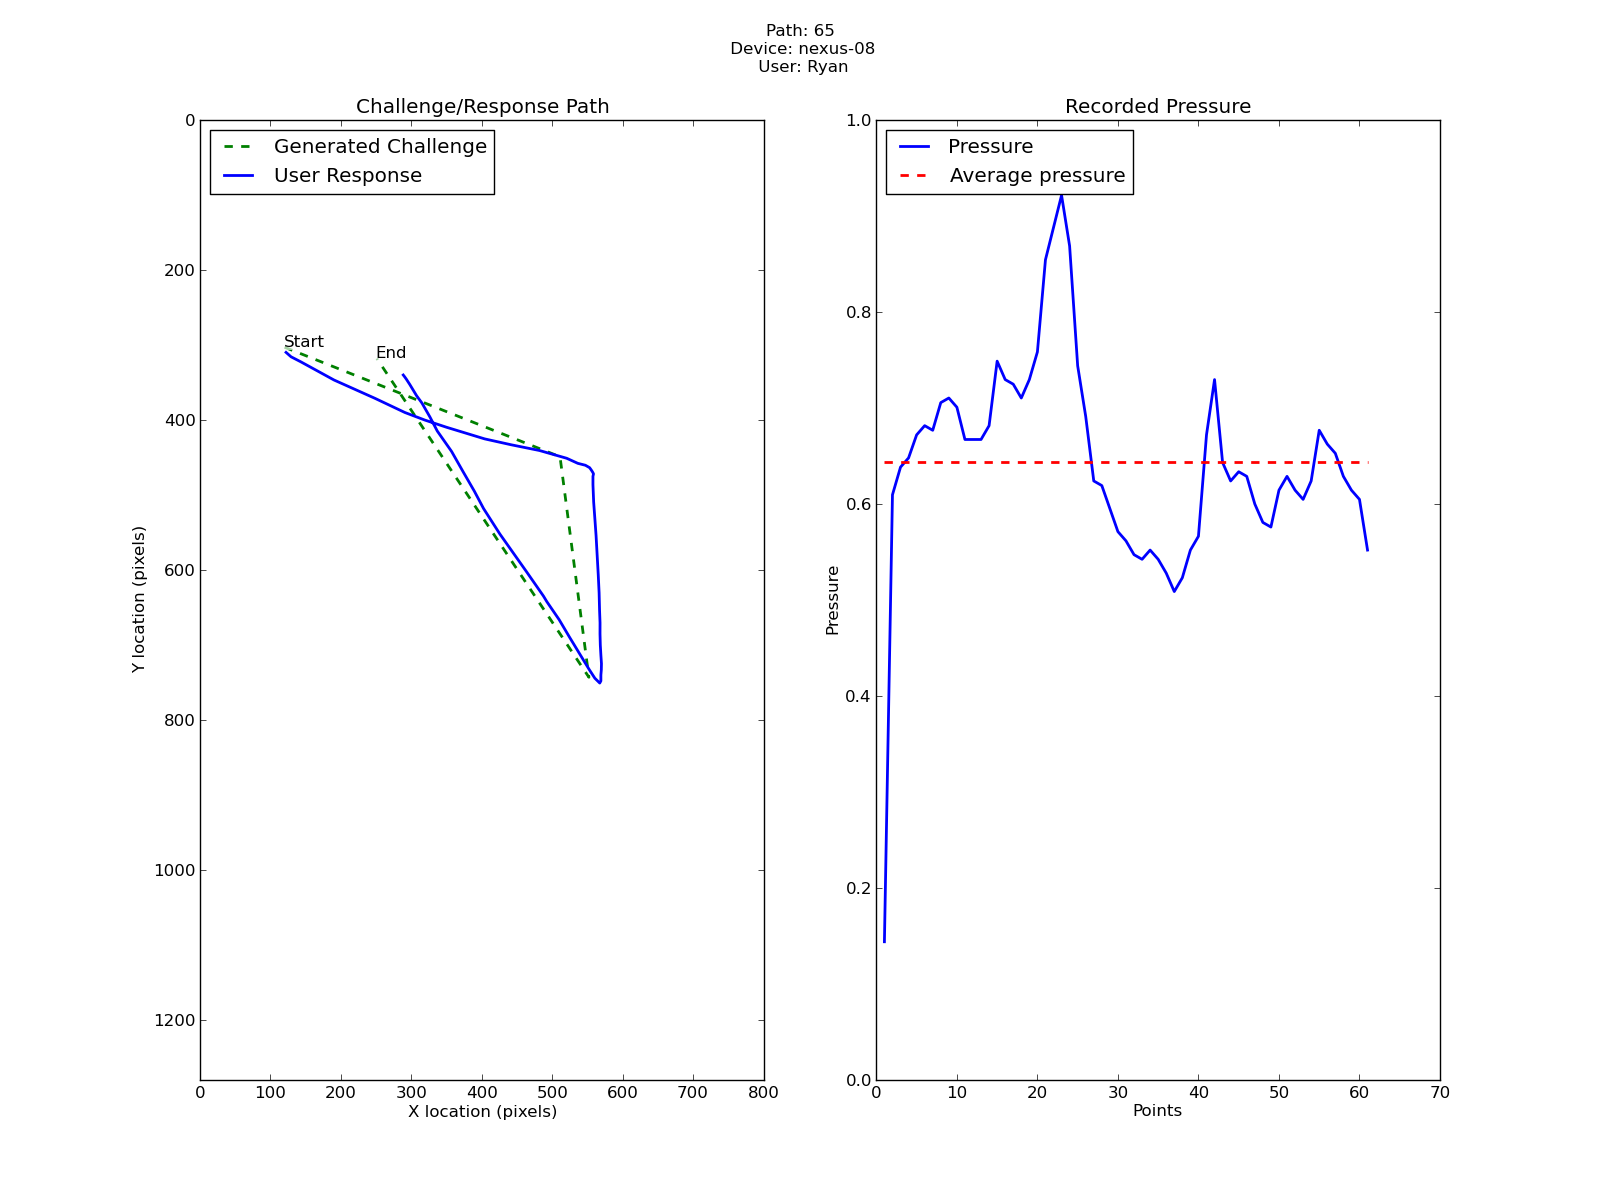 Path: 65
Device: nexus-08
User: Ryan
Challenge/Response Path
Generated Challenge
User Response
Start
End
0
200
400
600
800
1000
1200
Y location (pixels)
0 100 200 300 400 500 600 700 800
X location (pixels)
Recorded Pressure
Pressure
Average pressure
1.0
0.8
0.6
0.4
0.2
0.0
Pressure
0 10 20 30 40 50 60 70
Points